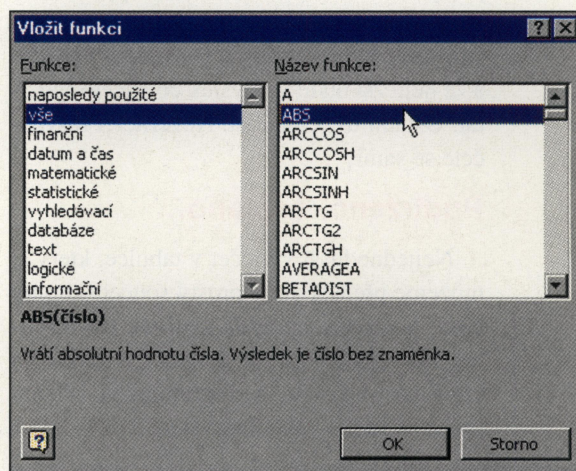 Vložit funkci
Funkce:
naposledy použité
vše
finanční
datum a čas
matematické
statistické
vyhledávací
databáze
text
logické
informační
Název funkce:
A
ABS
ARCCOS
ARCCOSH
ARCSIN
ARCSINH
ARCTG
ARCTG2
ARCTGH
AVERAGEA
BETADIST
ABS(číslo)
Vrátí absolutní hodnotu čísla. Výsledek je číslo bez znaménka.
OK
Storno